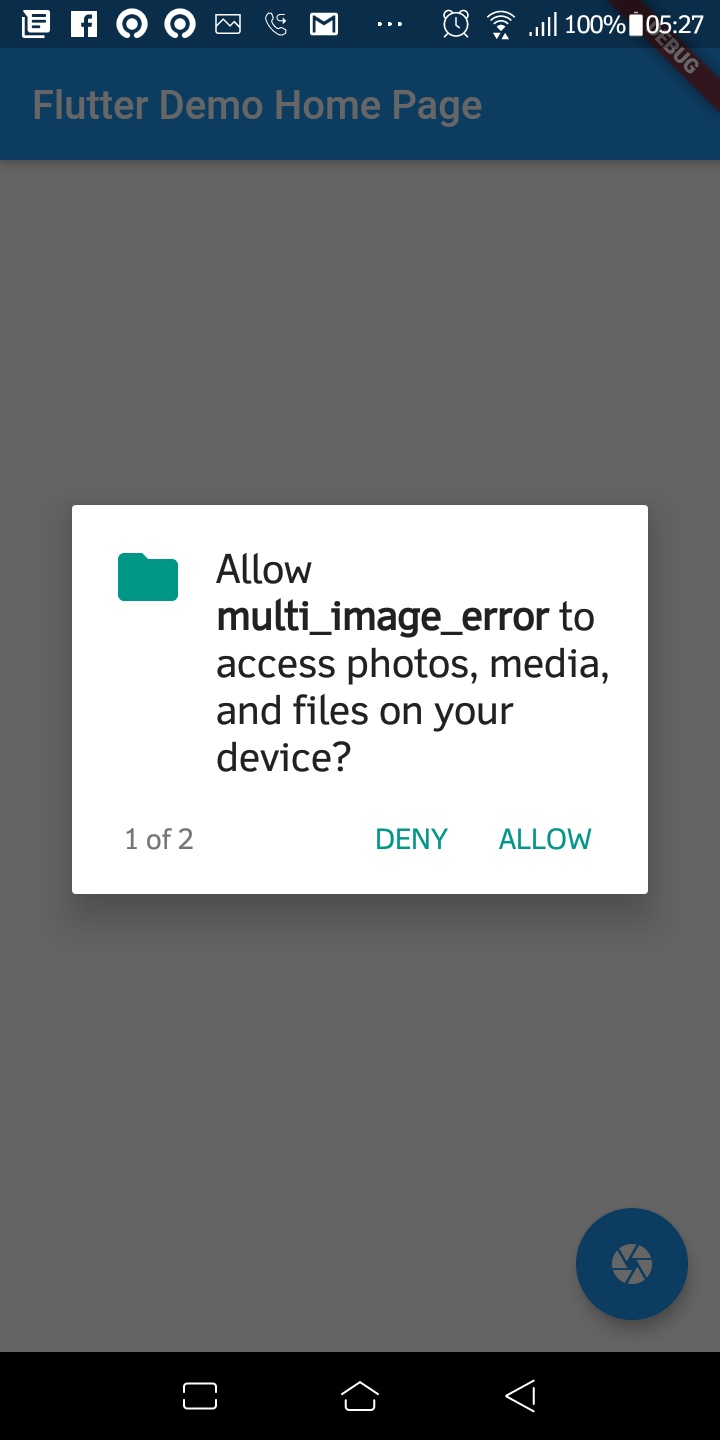 100% 05:27
EBUG
Flutter Demo Home Page
Allow
multi_image_error to
access photos, media,
and files on your
device?
1 of 2 DENY ALLOW